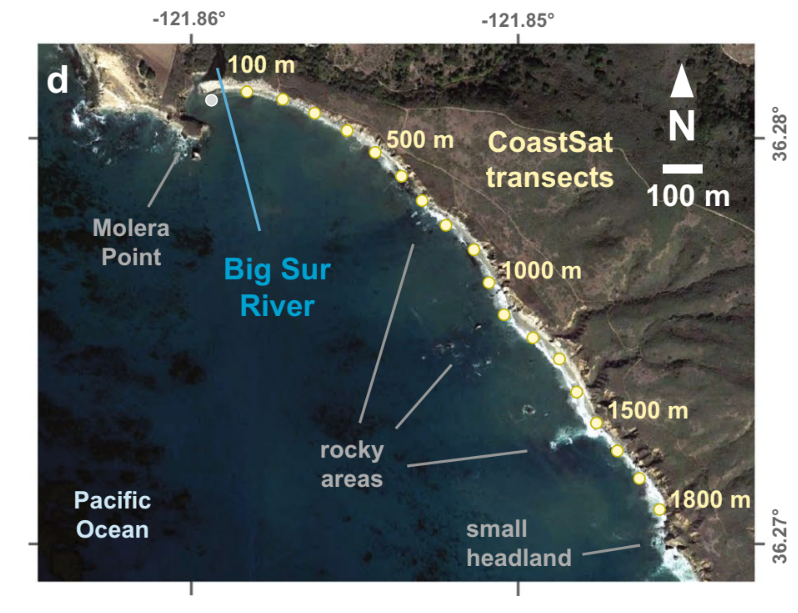 -121.86°
-121.85°
d
100 m
500 m
CoastSat
transects
N
100 m
36.28°
Molera
Point
Big Sur
River
1000 m
1500 m
rocky
areas
1800 m
Pacific
Ocean
small
headland
36.27°